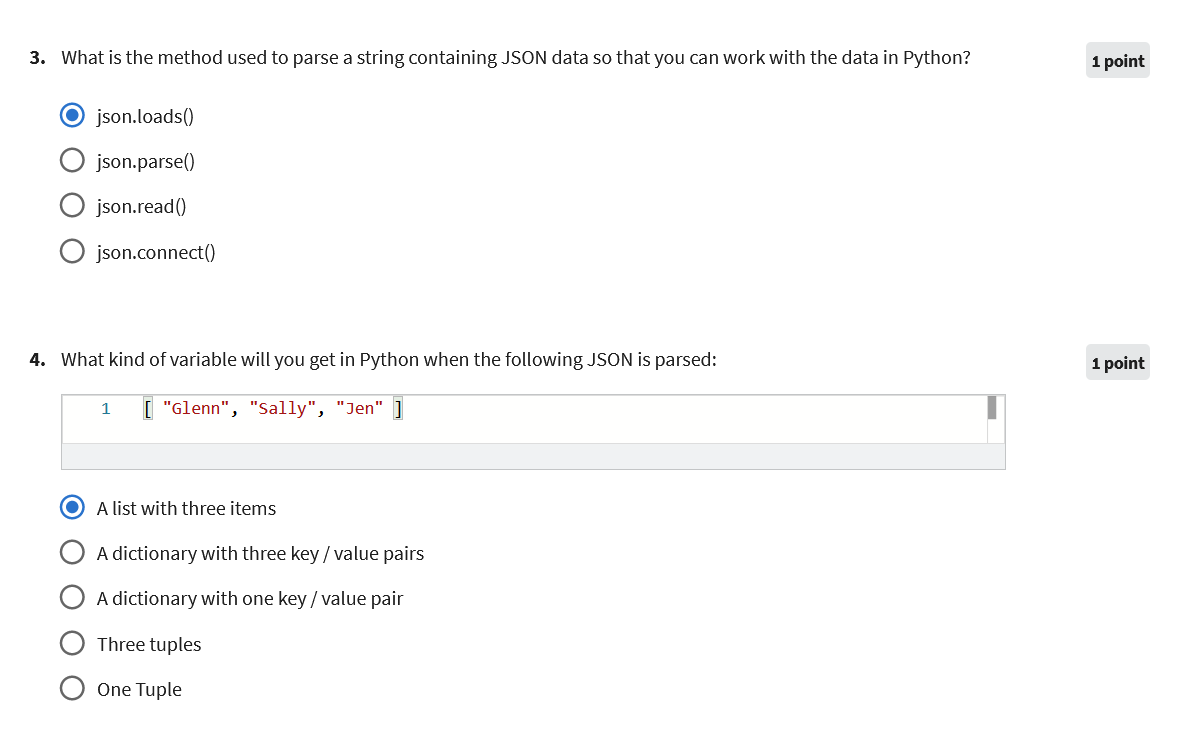 3. What is the method used to parse a string containing JSON data so that you can work with the data in Python?
1 point
json.loads()
json.parse()
json.read()
json.connect()
4. What kind of variable will you get in Python when the following JSON is parsed:
1 point
1 [ "Glenn", "Sally", "Jen" ]
A list with three items
A dictionary with three key / value pairs
A dictionary with one key / value pair
Three tuples
One Tuple